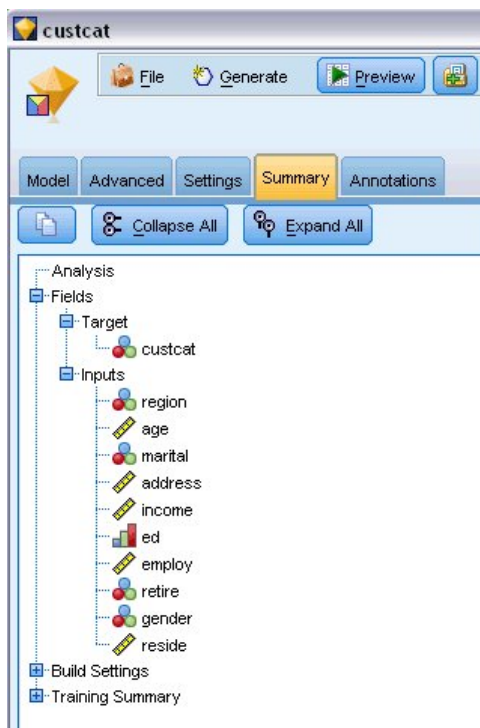 custcat
File Generate Preview
Model Advanced Settings Summary Annotations
Collapse All Expand All
Analysis
Fields
Target
custcat
Inputs
region
age
marital
address
income
ed
employ
retire
gender
reside
Build Settings
Training Summary